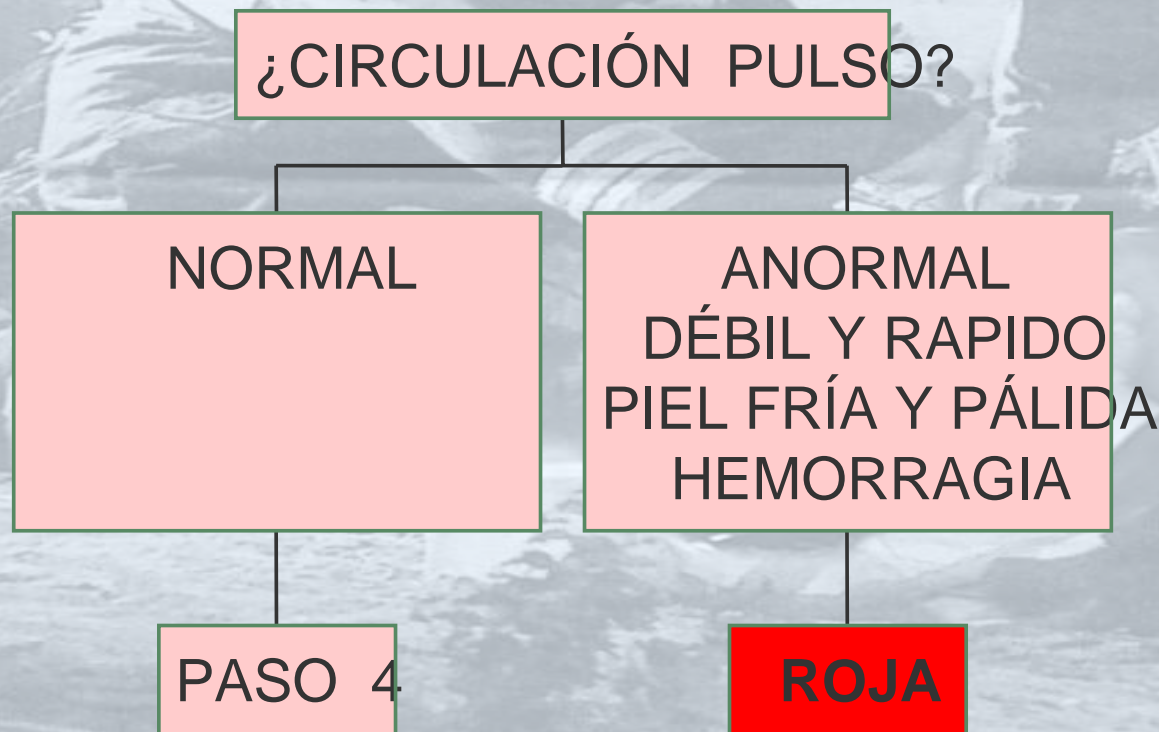 ¿CIRCULACIÓN PULSO?
NORMAL
ANORMAL
DÉBIL Y RAPIDO
PIEL FRÍA Y PÁLIDA
HEMORRAGIA
PASO 4
ROJA